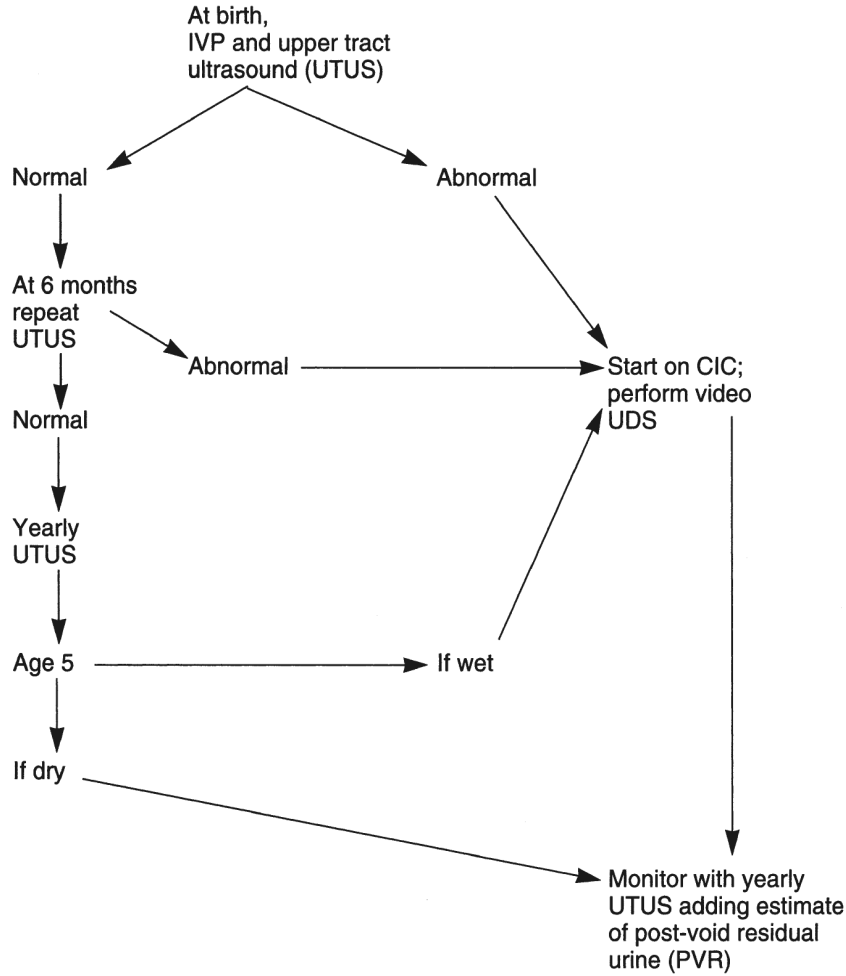 At birth,
IVP and upper tract
ultrasound (UTUS)
Normal
Abnormal
At 6 months
repeat
UTUS
Abnormal
Start on CIC;
perform video
UDS
Normal
Yearly
UTUS
Age 5
If wet
If dry
Monitor with yearly
UTUS adding estimate
of post-void residual
urine (PVR)